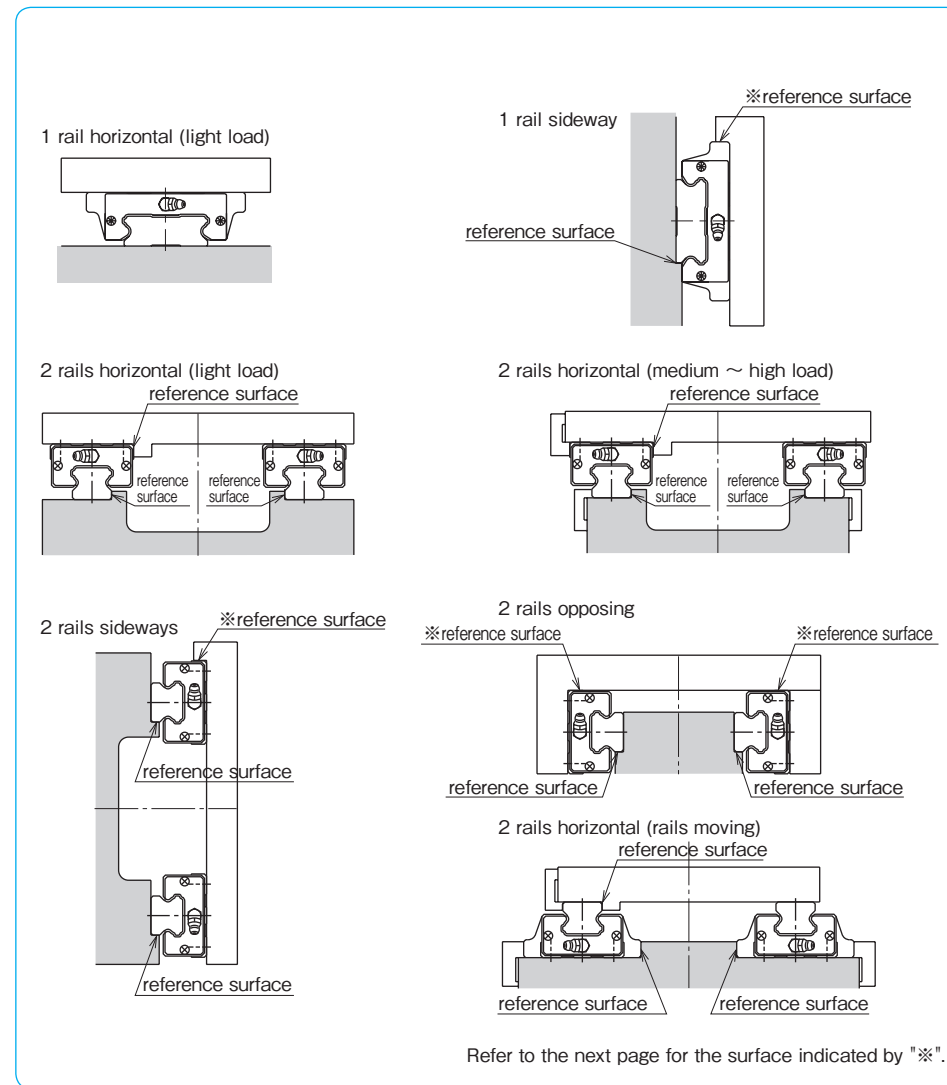 1 rail horizontal (light load)
1 rail sideway
※reference surface
reference surface
2 rails horizontal (light load)
reference surface
reference
surface
reference
surface
2 rails horizontal (medium ～ high load)
reference surface
reference
surface
reference
surface
2 rails sideways
※reference surface
reference surface
reference surface
2 rails opposing
※reference surface
※reference surface
reference surface
reference surface
2 rails horizontal (rails moving)
reference surface
reference surface
reference surface
Refer to the next page for the surface indicated by "※".